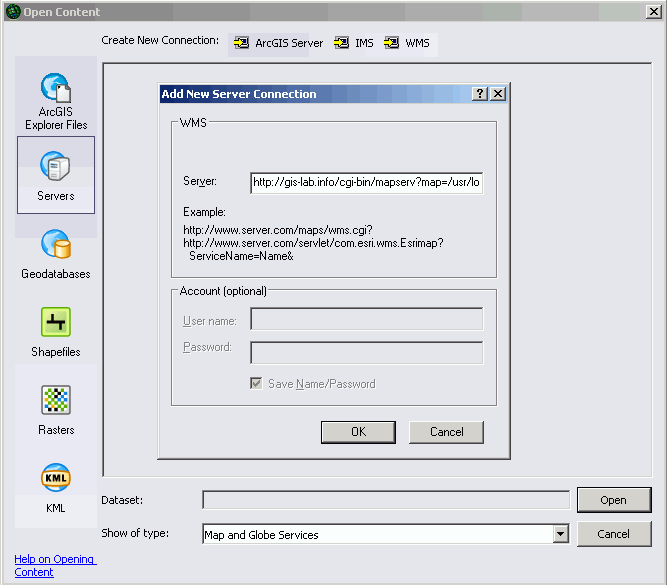 Open Content
Create New Connection: ArcGIS Server IMS WMS
ArcGIS
Explorer Files
Servers
Geodatabases
Shapefiles
Rasters
KML
KML
Help on Opening
Content
Add New Server Connection
WMS
Server: http://gis-lab.info/cgi-bin/mapserv?map=/usr/lo
Example:
http://www.server.com/maps/wms.cgi?
http://www.server.com/servlet/com.esri.wms.Esrimap?
ServiceName=Name&
Account (optional)
User name:
Password:
Save Name/Password
OK Cancel
Dataset: Open
Show of type: Map and Globe Services Cancel